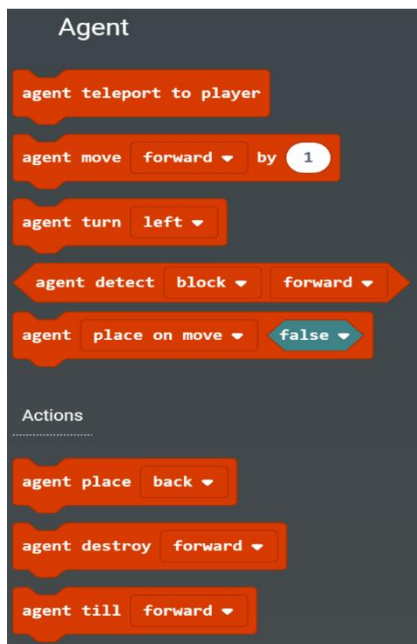 Agent
agent teleport to player
agent move forward by 1
agent turn left
agent detect block forward
agent place on move false
Actions
agent place back
agent destroy forward
agent till forward